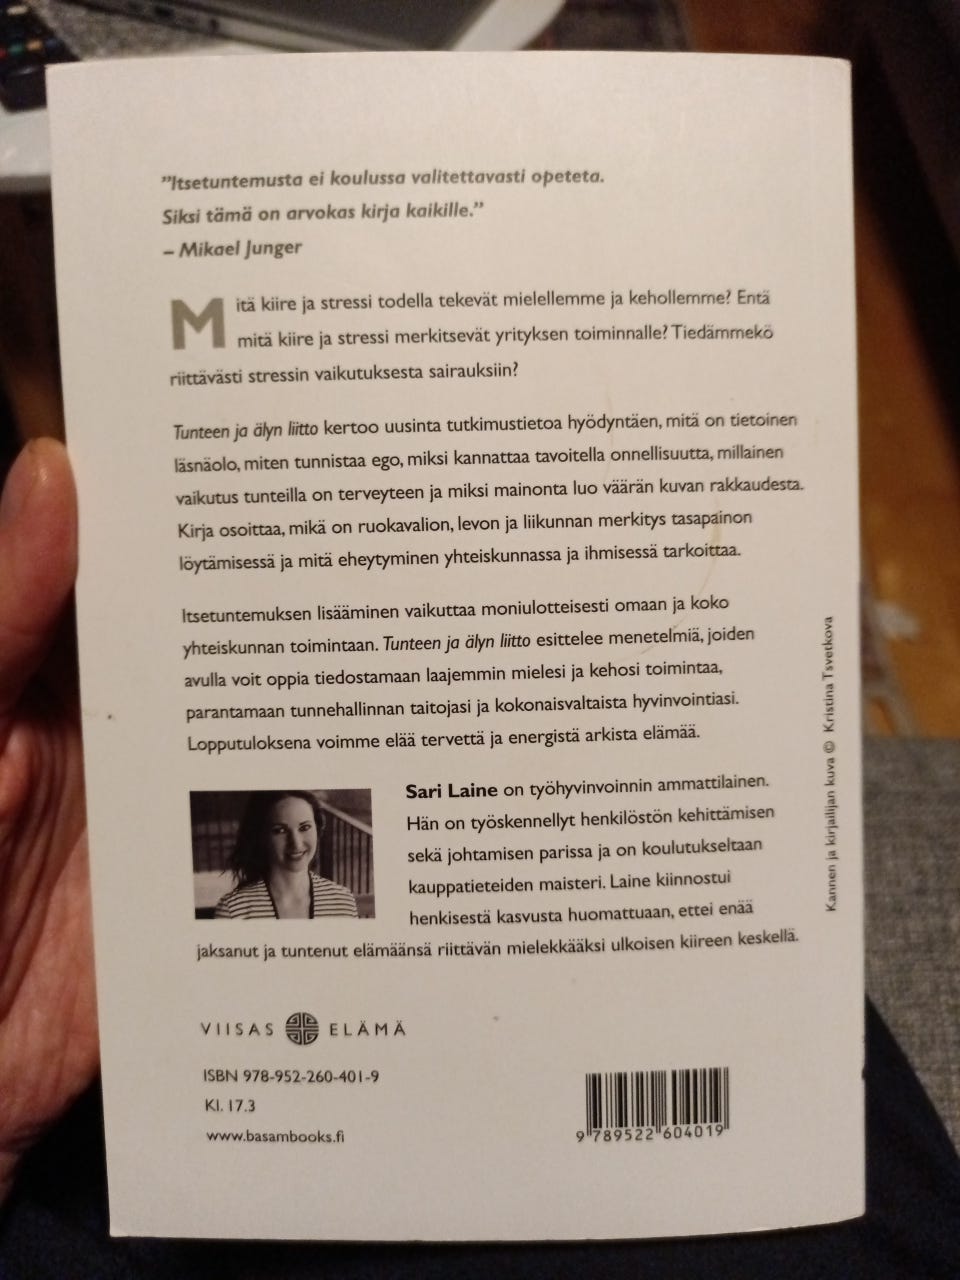 ”Itsetuntemusta ei koulussa valitettavasti opeteta.
Siksi tämä on arvokas kirja kaikille.”
– Mikael Junger
Mitä kiire ja stressi todella tekevät mielellemme ja kehollemme? Entä
mitä kiire ja stressi merkitsevät yrityksen toiminnalle? Tiedämmekö
riittävästi stressin vaikutuksesta sairauksiin?
Tunteen ja älyn liitto kertoo uusinta tutkimustietoa hyödyntäen, mitä on tietoinen
läsnäolo, miten tunnistaa ego, miksi kannattaa tavoitella onnellisuutta, millainen
vaikutus tunteilla on terveyteen ja miksi mainonta luo väärän kuvan rakkaudesta.
Kirja osoittaa, mikä on ruokavalion, levon ja liikunnan merkitys tasapainon
löytämisessä ja mitä eheytyminen yhteiskunnassa ja ihmisessä tarkoittaa.
Itsetuntemuksen lisääminen vaikuttaa moniulotteisesti omaan ja koko
yhteiskunnan toimintaan. Tunteen ja älyn liitto esittelee menetelmiä, joiden
avulla voit oppia tiedostamaan laajemmin mielesi ja kehosi toimintaa,
parantamaan tunnehallinnan taitojasi ja kokonaisvaltaista hyvinvointiasi.
Lopputuloksena voimme elää tervettä ja energistä arkista elämää.
Sari Laine on työhyvinvoinnin ammattilainen.
Hän on työskennellyt henkilöstön kehittämisen
sekä johtamisen parissa ja on koulutukseltaan
kauppatieteiden maisteri. Laine kiinnostui
henkisestä kasvusta huomattuaan, ettei enää
jaksanut ja tuntenut elämäänsä riittävän mielekkääksi ulkoisen kiireen keskellä.
Kannen ja kirjailijan kuva © Kristina Tsvetkova
VIISAS ELÄMÄ
ISBN 978-952-260-401-9
Kl. 17.3
www.basambooks.fi
9 789522 604019